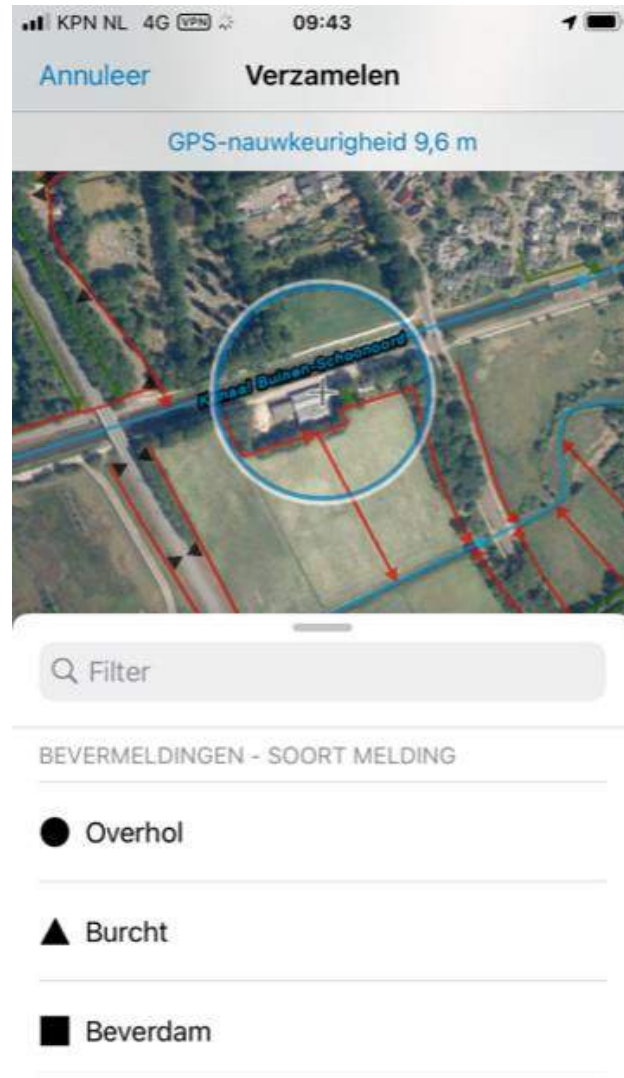 KPN NL 4G VPN 09:43
Annuleer Verzamelen
GPS-nauwkeurigheid 9,6 m
Kanaal Buinen-Schoonoord
Filter
BEVERMELDINGEN - SOORT MELDING
Overhol
Burcht
Beverdam